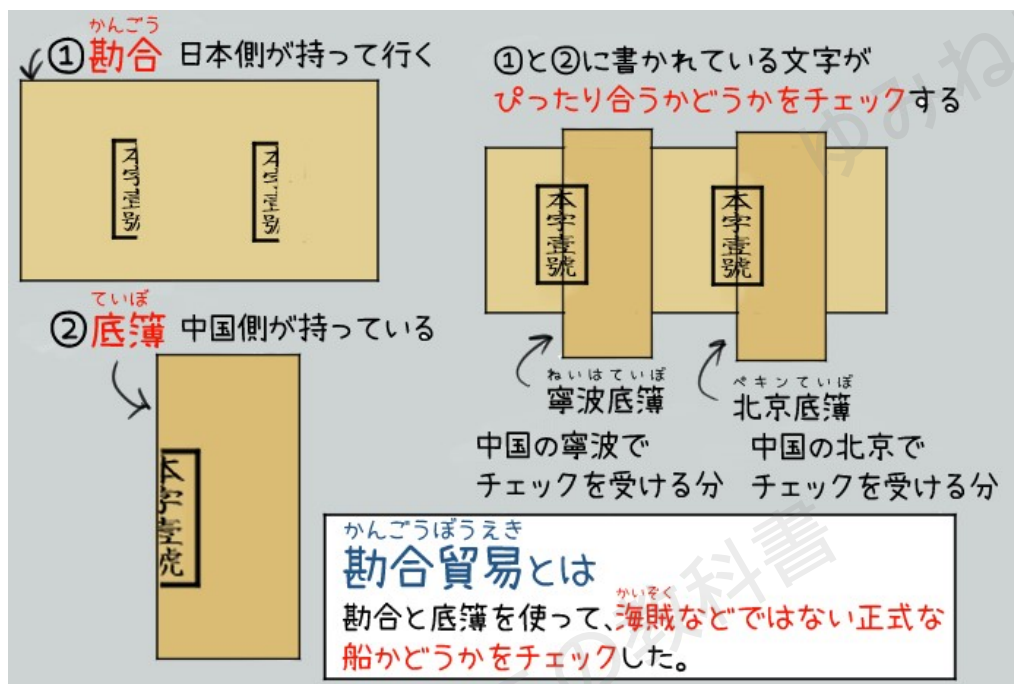 かんごう
①勘合 日本側が持って行く
本字壹號
本字壹號
ていぼ
②底簿 中国側が持っている
本字壹號
①と②に書かれている文字が
ぴったり合うかどうかをチェックする
本字壹號
本字壹號
ねいはていぼ
寧波底簿
中国の寧波で
チェックを受ける分
ペキンていぼ
北京底簿
中国の北京で
チェックを受ける分
かんごうぼうえき
勘合貿易とは
かいぞく
勘合と底簿を使って、海賊などではない正式な
船かどうかをチェックした。
ゆみね
の教科書